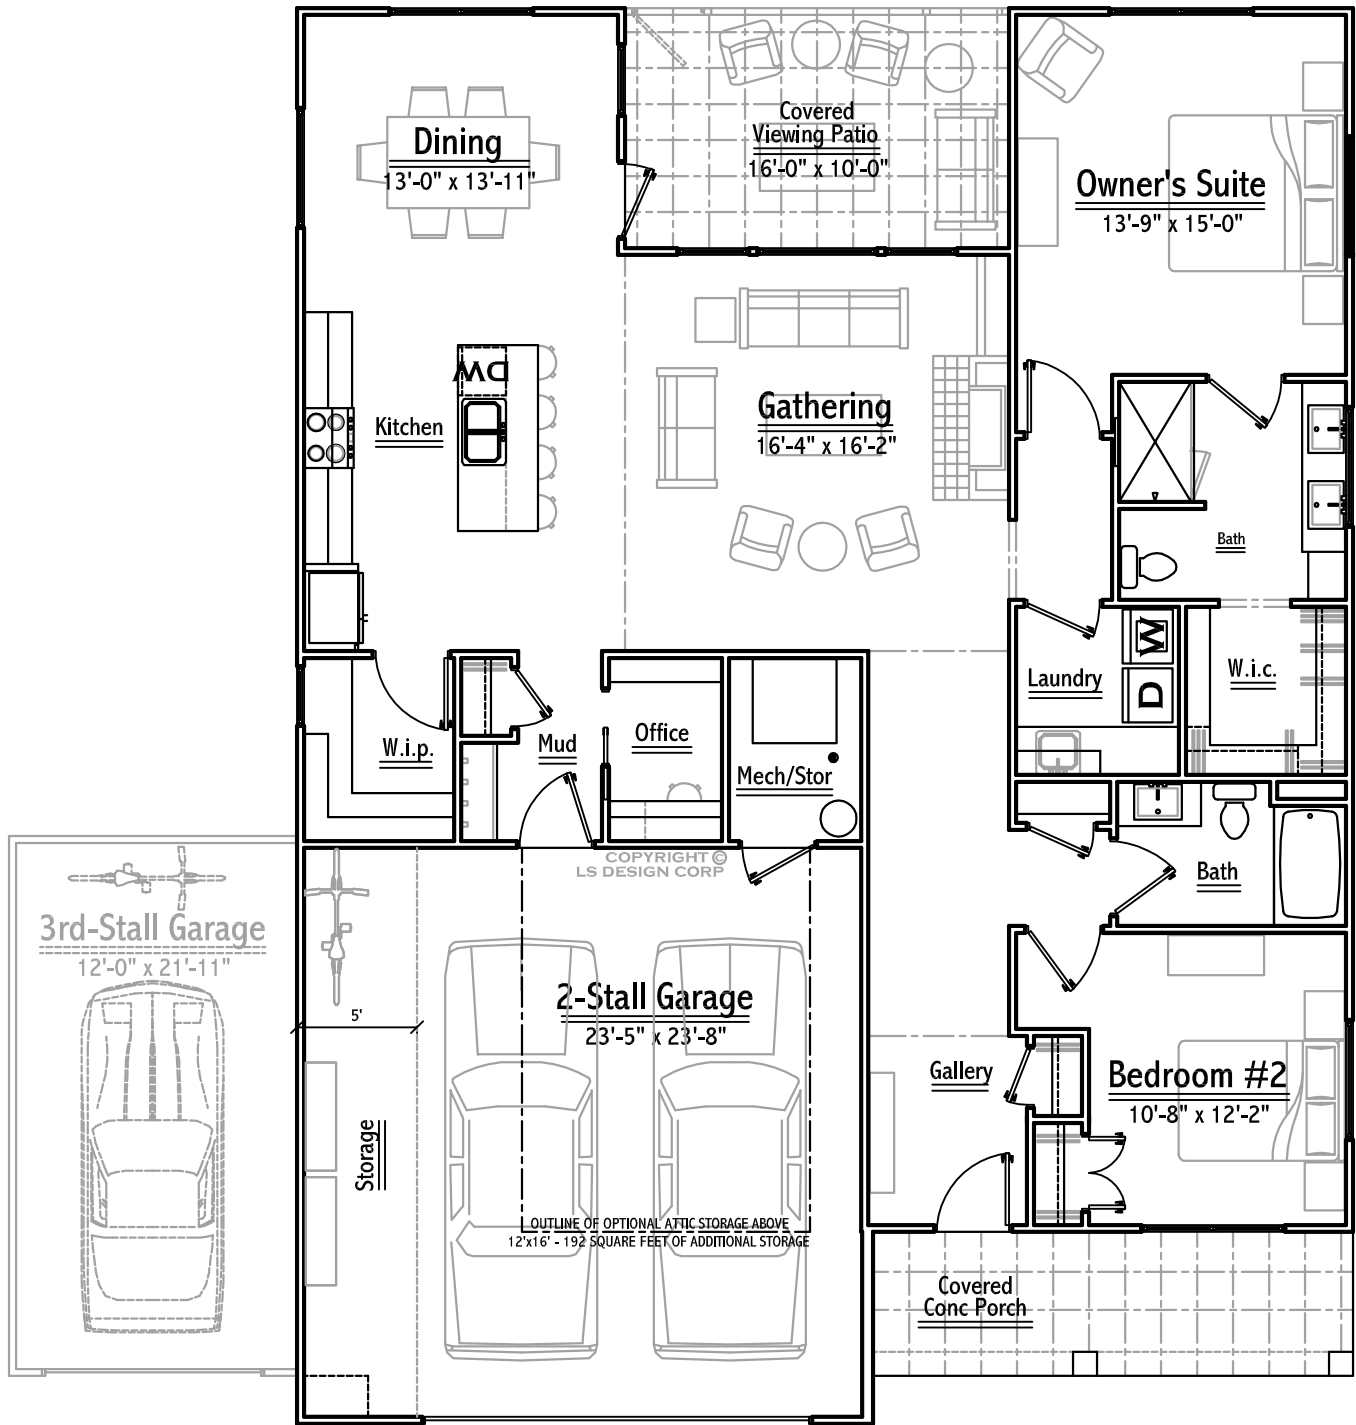 Covered
Viewing Patio
16'-0" x 10'-0"
Dining
13'-0" x 13'-11"
Owner's Suite
13'-9" x 15'-0"
DW
Kitchen
Gathering
16'-4" x 16'-2"
Bath
W
D
Laundry
W.i.c.
W.i.p.
Mud
Office
Mech/Stor
COPYRIGHT ©
LS DESIGN CORP
Bath
3rd-Stall Garage
12'-0" x 21'-11"
5'
2-Stall Garage
23'-5" x 23'-8"
Storage
Gallery
Bedroom #2
10'-8" x 12'-2"
OUTLINE OF OPTIONAL ATTIC STORAGE ABOVE
12'x16' - 192 SQUARE FEET OF ADDITIONAL STORAGE
Covered
Conc Porch